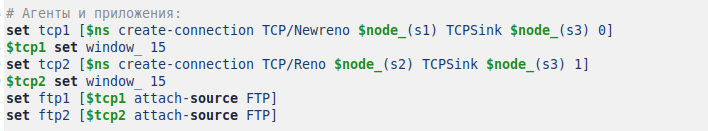 # Агенты и приложения:
set tcp1 [$ns create-connection TCP/Newreno $node_(s1) TCPSink $node_(s3) 0]
$tcp1 set window_ 15
set tcp2 [$ns create-connection TCP/Reno $node_(s2) TCPSink $node_(s3) 1]
$tcp2 set window_ 15
set ftp1 [$tcp1 attach-source FTP]
set ftp2 [$tcp2 attach-source FTP]